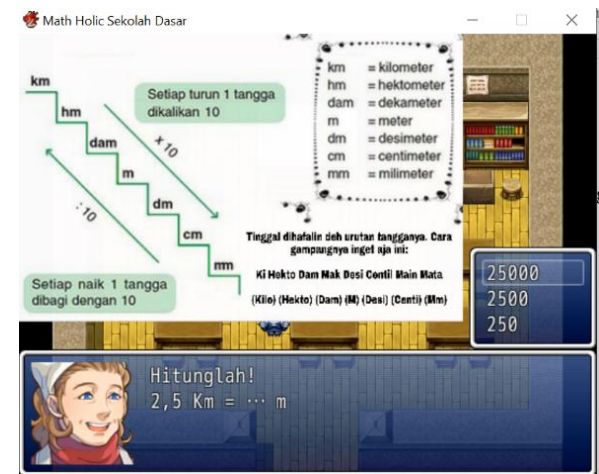 Math Holic Sekolah Dasar
km
hm
dam
m
dm
cm
mm
x 10
: 10
Setiap turun 1 tangga
dikalikan 10
Setiap naik 1 tangga
dibagi dengan 10
km = kilometer
hm = hektometer
dam = dekameter
m = meter
dm = desimeter
cm = centimeter
mm = milimeter
Tinggal dihafalin deh urutan tangganya. Cara
gampangnya inget aja ini:
Ki Hekto Dam Mak Desi Contil Main Mata
(Kilo) (Hekto) (Dam) (M) (Desi) (Centi) (Mm)
25000
2500
250
Hitunglah!
2,5 Km = ... m